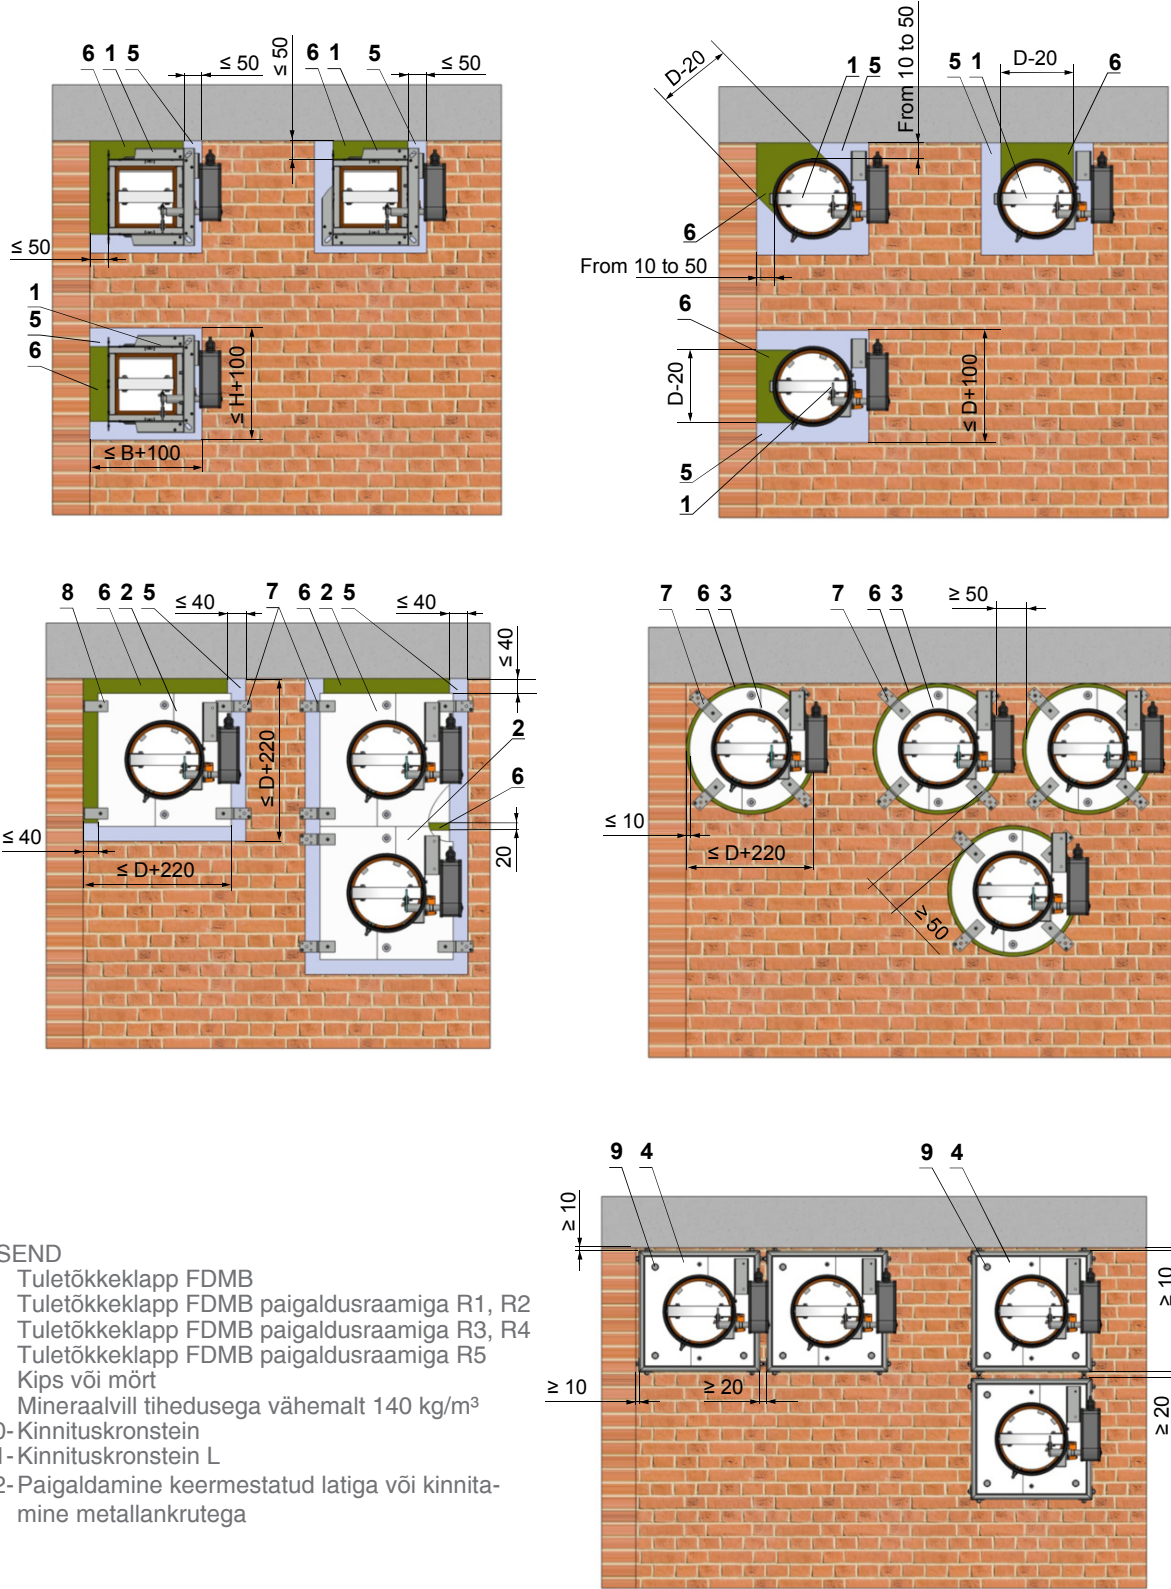 6 1 5 ≤ 50 ≤ 50 6 1 5 ≤ 50
≤ 50
1
5
6
≤ H+100
≤ B+100
D-20 1 5 From 10 to 50 5 1 D-20 6
6
From 10 to 50
6
D-20
≤ D+100
5
1
8 6 2 5 ≤ 40 7 6 2 5 ≤ 40
≤ 40
2
6
≤ D+220
20
≤ 40
≤ D+220
7 6 3 7 6 3 ≥ 50
≤ 10
≤ D+220
≥ 50
9 4 9 4
≥ 10
≥ 10
≥ 10 ≥ 20
≥ 20
SEND
Tuletõkkeklapp FDMB
Tuletõkkeklapp FDMB paigaldusraamiga R1, R2
Tuletõkkeklapp FDMB paigaldusraamiga R3, R4
Tuletõkkeklapp FDMB paigaldusraamiga R5
Kips või mört
Mineraalvill tihedusega vähemalt 140 kg/m³
0-Kinnituskronstein
1-Kinnituskronstein L
2-Paigaldamine keermestatud latiga või kinnita-
mine metallankrutega